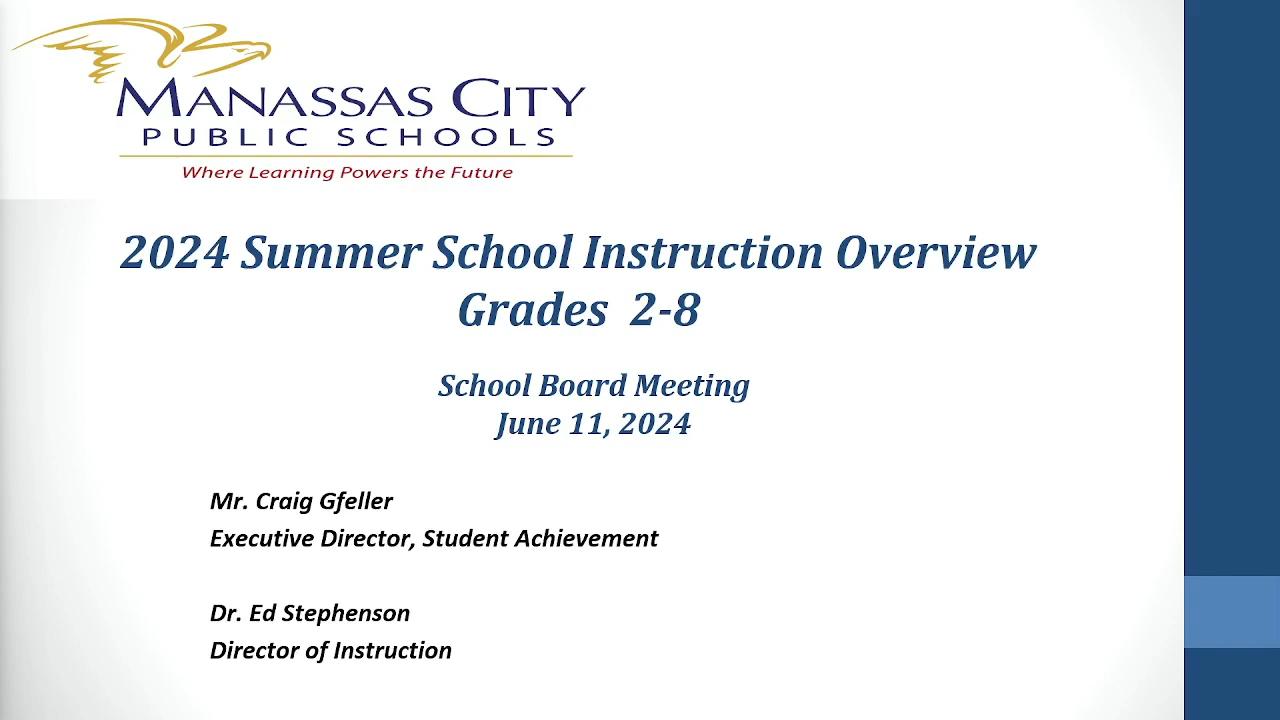 MANASSAS CITY
PUBLIC SCHOOLS
Where Learning Powers the Future
2024 Summer School Instruction Overview
Grades 2-8
School Board Meeting
June 11, 2024
Mr. Craig Gfeller
Executive Director, Student Achievement
Dr. Ed Stephenson
Director of Instruction